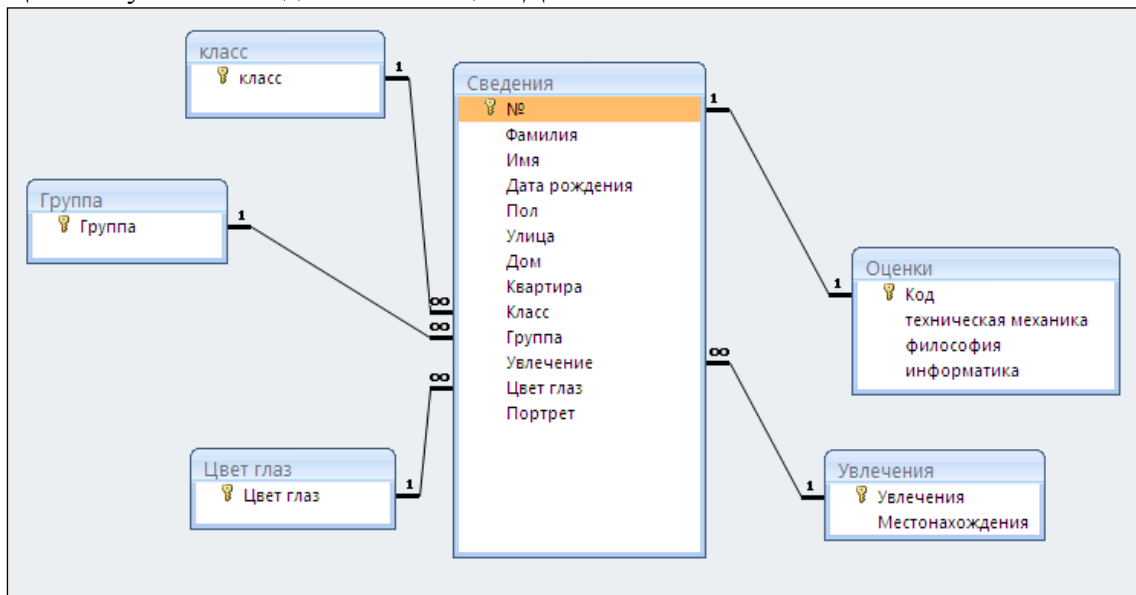 класс
класс
1
Группа
Группа
1
Цвет глаз
Цвет глаз
1
Сведения
№
Фамилия
Имя
Дата рождения
Пол
Улица
Дом
Квартира
Класс
Группа
Увлечение
Цвет глаз
Портрет
∞
∞
∞
1
∞
Оценки
Код
техническая механика
философия
информатика
1
Увлечения
Увлечения
Местонахождения
1